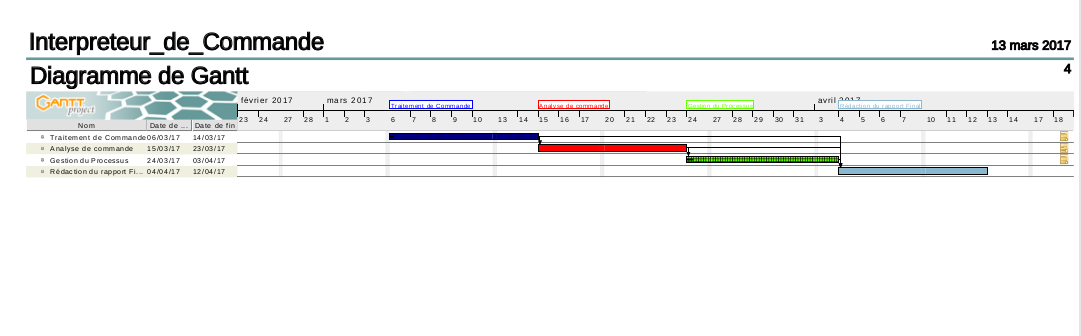 Interpreteur_de_Commande
13 mars 2017
Diagramme de Gantt
4
GANTT project
février 2017 mars 2017 avril 2017
Traitement de Commande Analyse de commande Gestion du Processus Rédaction du rapport Final
23 24 27 28 1 2 3 6 7 8 9 10 13 14 15 16 17 20 21 22 23 24 27 28 29 30 31 3 4 5 6 7 10 11 12 13 14 17 18
Nom Date de ... Date de fin
Traitement de Commande 06/03/17 14/03/17
Analyse de commande 15/03/17 23/03/17
Gestion du Processus 24/03/17 03/04/17
Rédaction du rapport Fi... 04/04/17 12/04/17